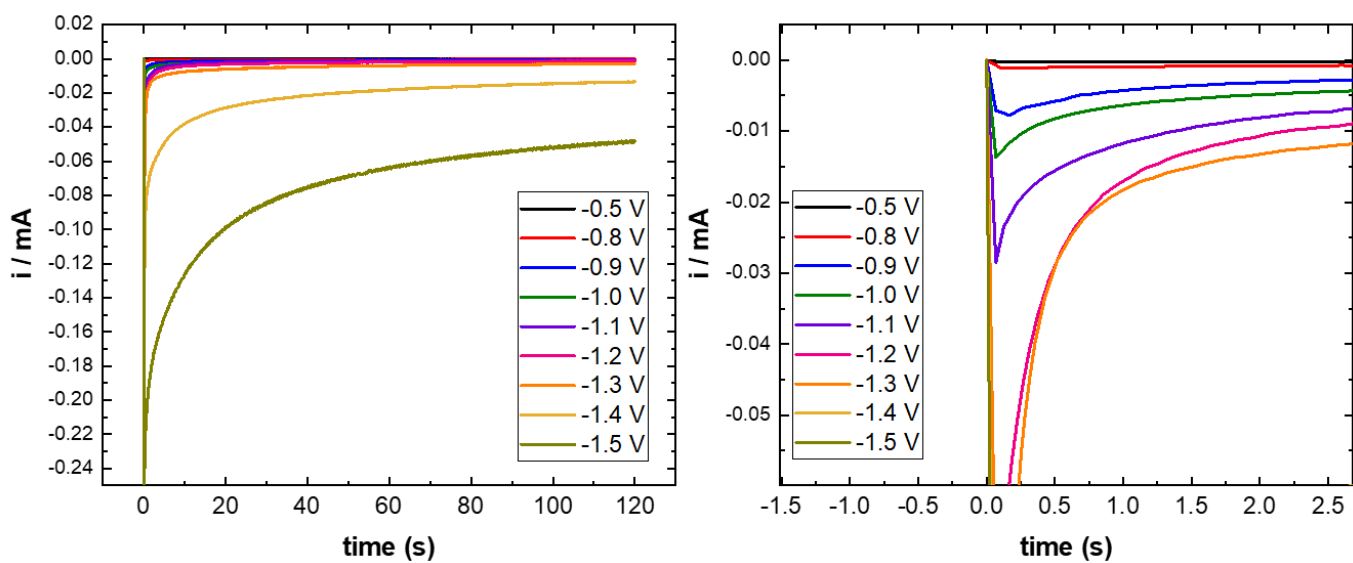 0.02
0.00
-0.02
-0.04
-0.06
-0.08
-0.10
-0.12
-0.14
-0.16
-0.18
-0.20
-0.22
-0.24
i / mA
0 20 40 60 80 100 120
time (s)
-0.5 V
-0.8 V
-0.9 V
-1.0 V
-1.1 V
-1.2 V
-1.3 V
-1.4 V
-1.5 V
0.00
-0.01
-0.02
-0.03
-0.04
-0.05
i / mA
-1.5 -1.0 -0.5 0.0 0.5 1.0 1.5 2.0 2.5
time (s)
-0.5 V
-0.8 V
-0.9 V
-1.0 V
-1.1 V
-1.2 V
-1.3 V
-1.4 V
-1.5 V